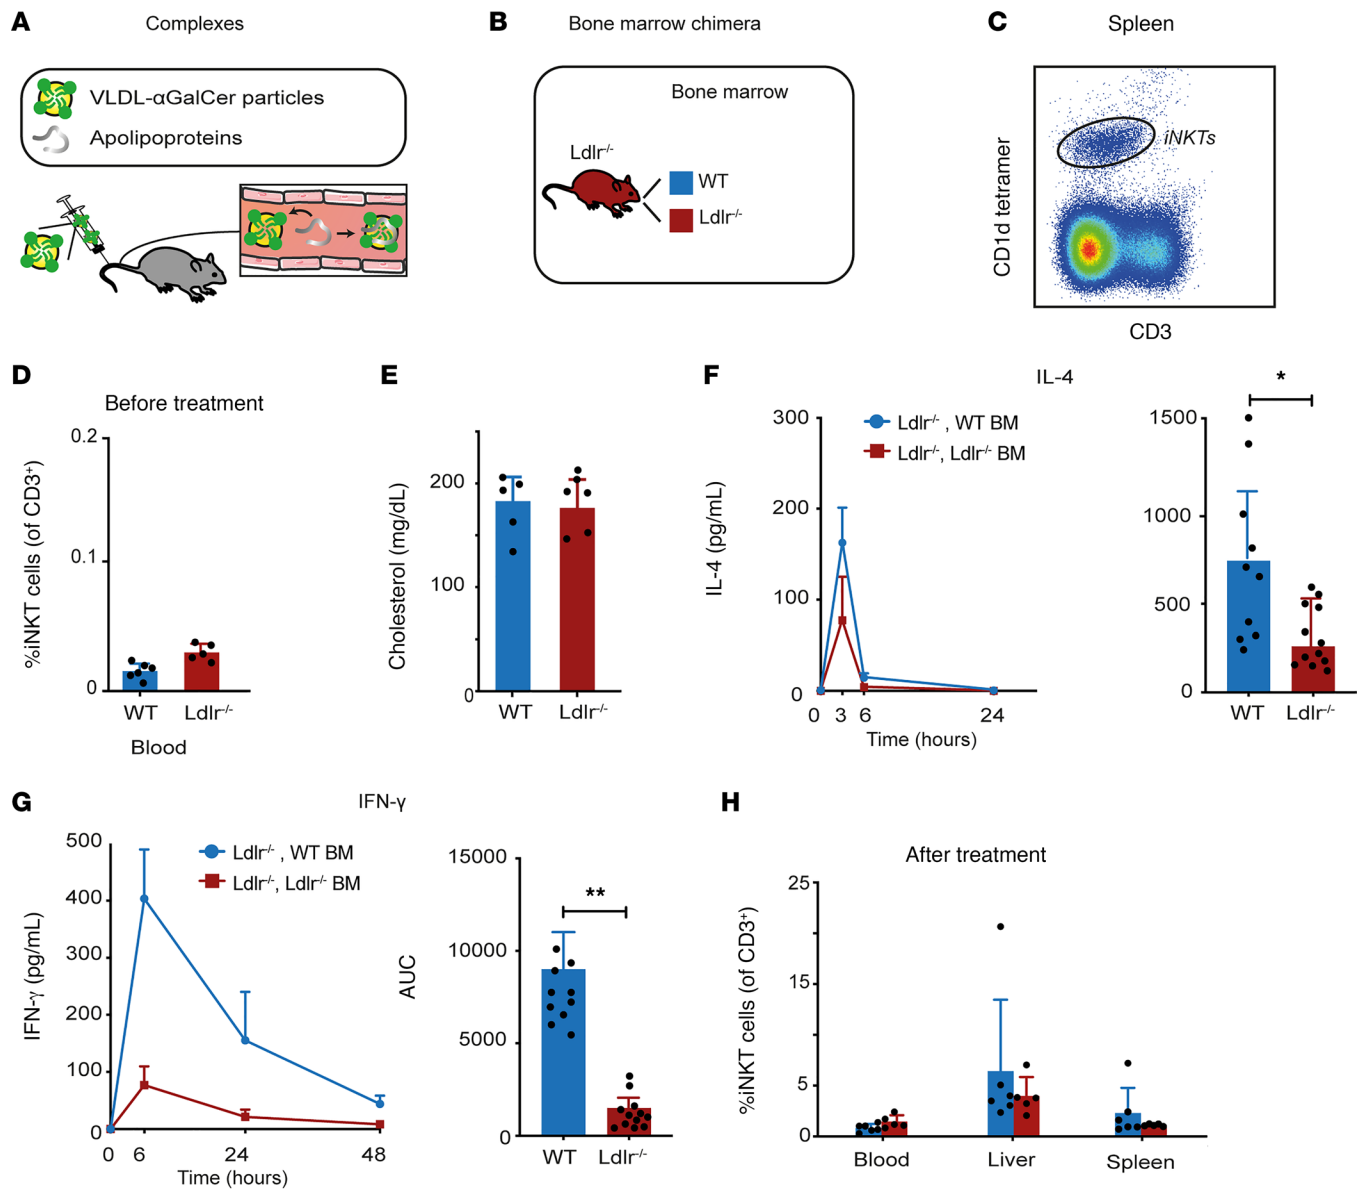 A Complexes
VLDL-αGalCer particles
Apolipoproteins
B Bone marrow chimera
Bone marrow
Ldlr-/-
WT
Ldlr-/-
C Spleen
iNKTs
CD1d tetramer
CD3
D
Before treatment
%iNKT cells (of CD3+)
0.2
0.1
0
WT Ldlr-/-
Blood
E
Cholesterol (mg/dL)
200
100
0
WT Ldlr-/-
F IL-4
Ldlr-/- , WT BM
Ldlr-/-, Ldlr-/- BM
IL-4 (pg/mL)
300
200
100
0
0 3 6 24
Time (hours)
*
1500
1000
500
0
WT Ldlr-/-
G IFN-γ
Ldlr-/- , WT BM
Ldlr-/-, Ldlr-/- BM
IFN-γ (pg/mL)
500
400
300
200
100
0
0 6 24 48
Time (hours)
AUC
**
15000
10000
5000
0
WT Ldlr-/-
H
After treatment
%iNKT cells (of CD3+)
25
15
5
0
Blood Liver Spleen